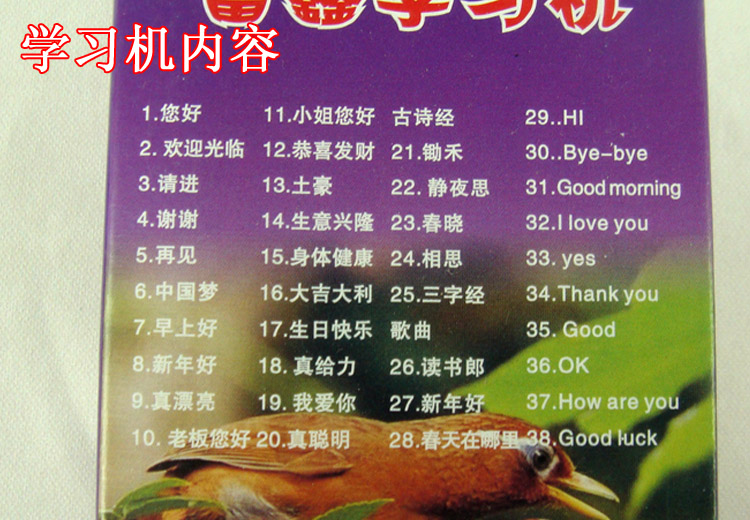 富鑫学习机
学习机内容
1.您好
2. 欢迎光临
3.请进
4.谢谢
5.再见
6.中国梦
7.早上好
8.新年好
9.真漂亮
10. 老板您好
11.小姐您好
12.恭喜发财
13.土豪
14.生意兴隆
15.身体健康
16.大吉大利
17.生日快乐
18. 真给力
19. 我爱你
20.真聪明
古诗经
21.锄禾
22. 静夜思
23.春晓
24.相思
25.三字经
歌曲
26.读书郎
27.新年好
28.春天在哪里
29..HI
30..Bye-bye
31.Good morning
32.I love you
33. yes
34.Thank you
35. Good
36.OK
37.How are you
38.Good luck